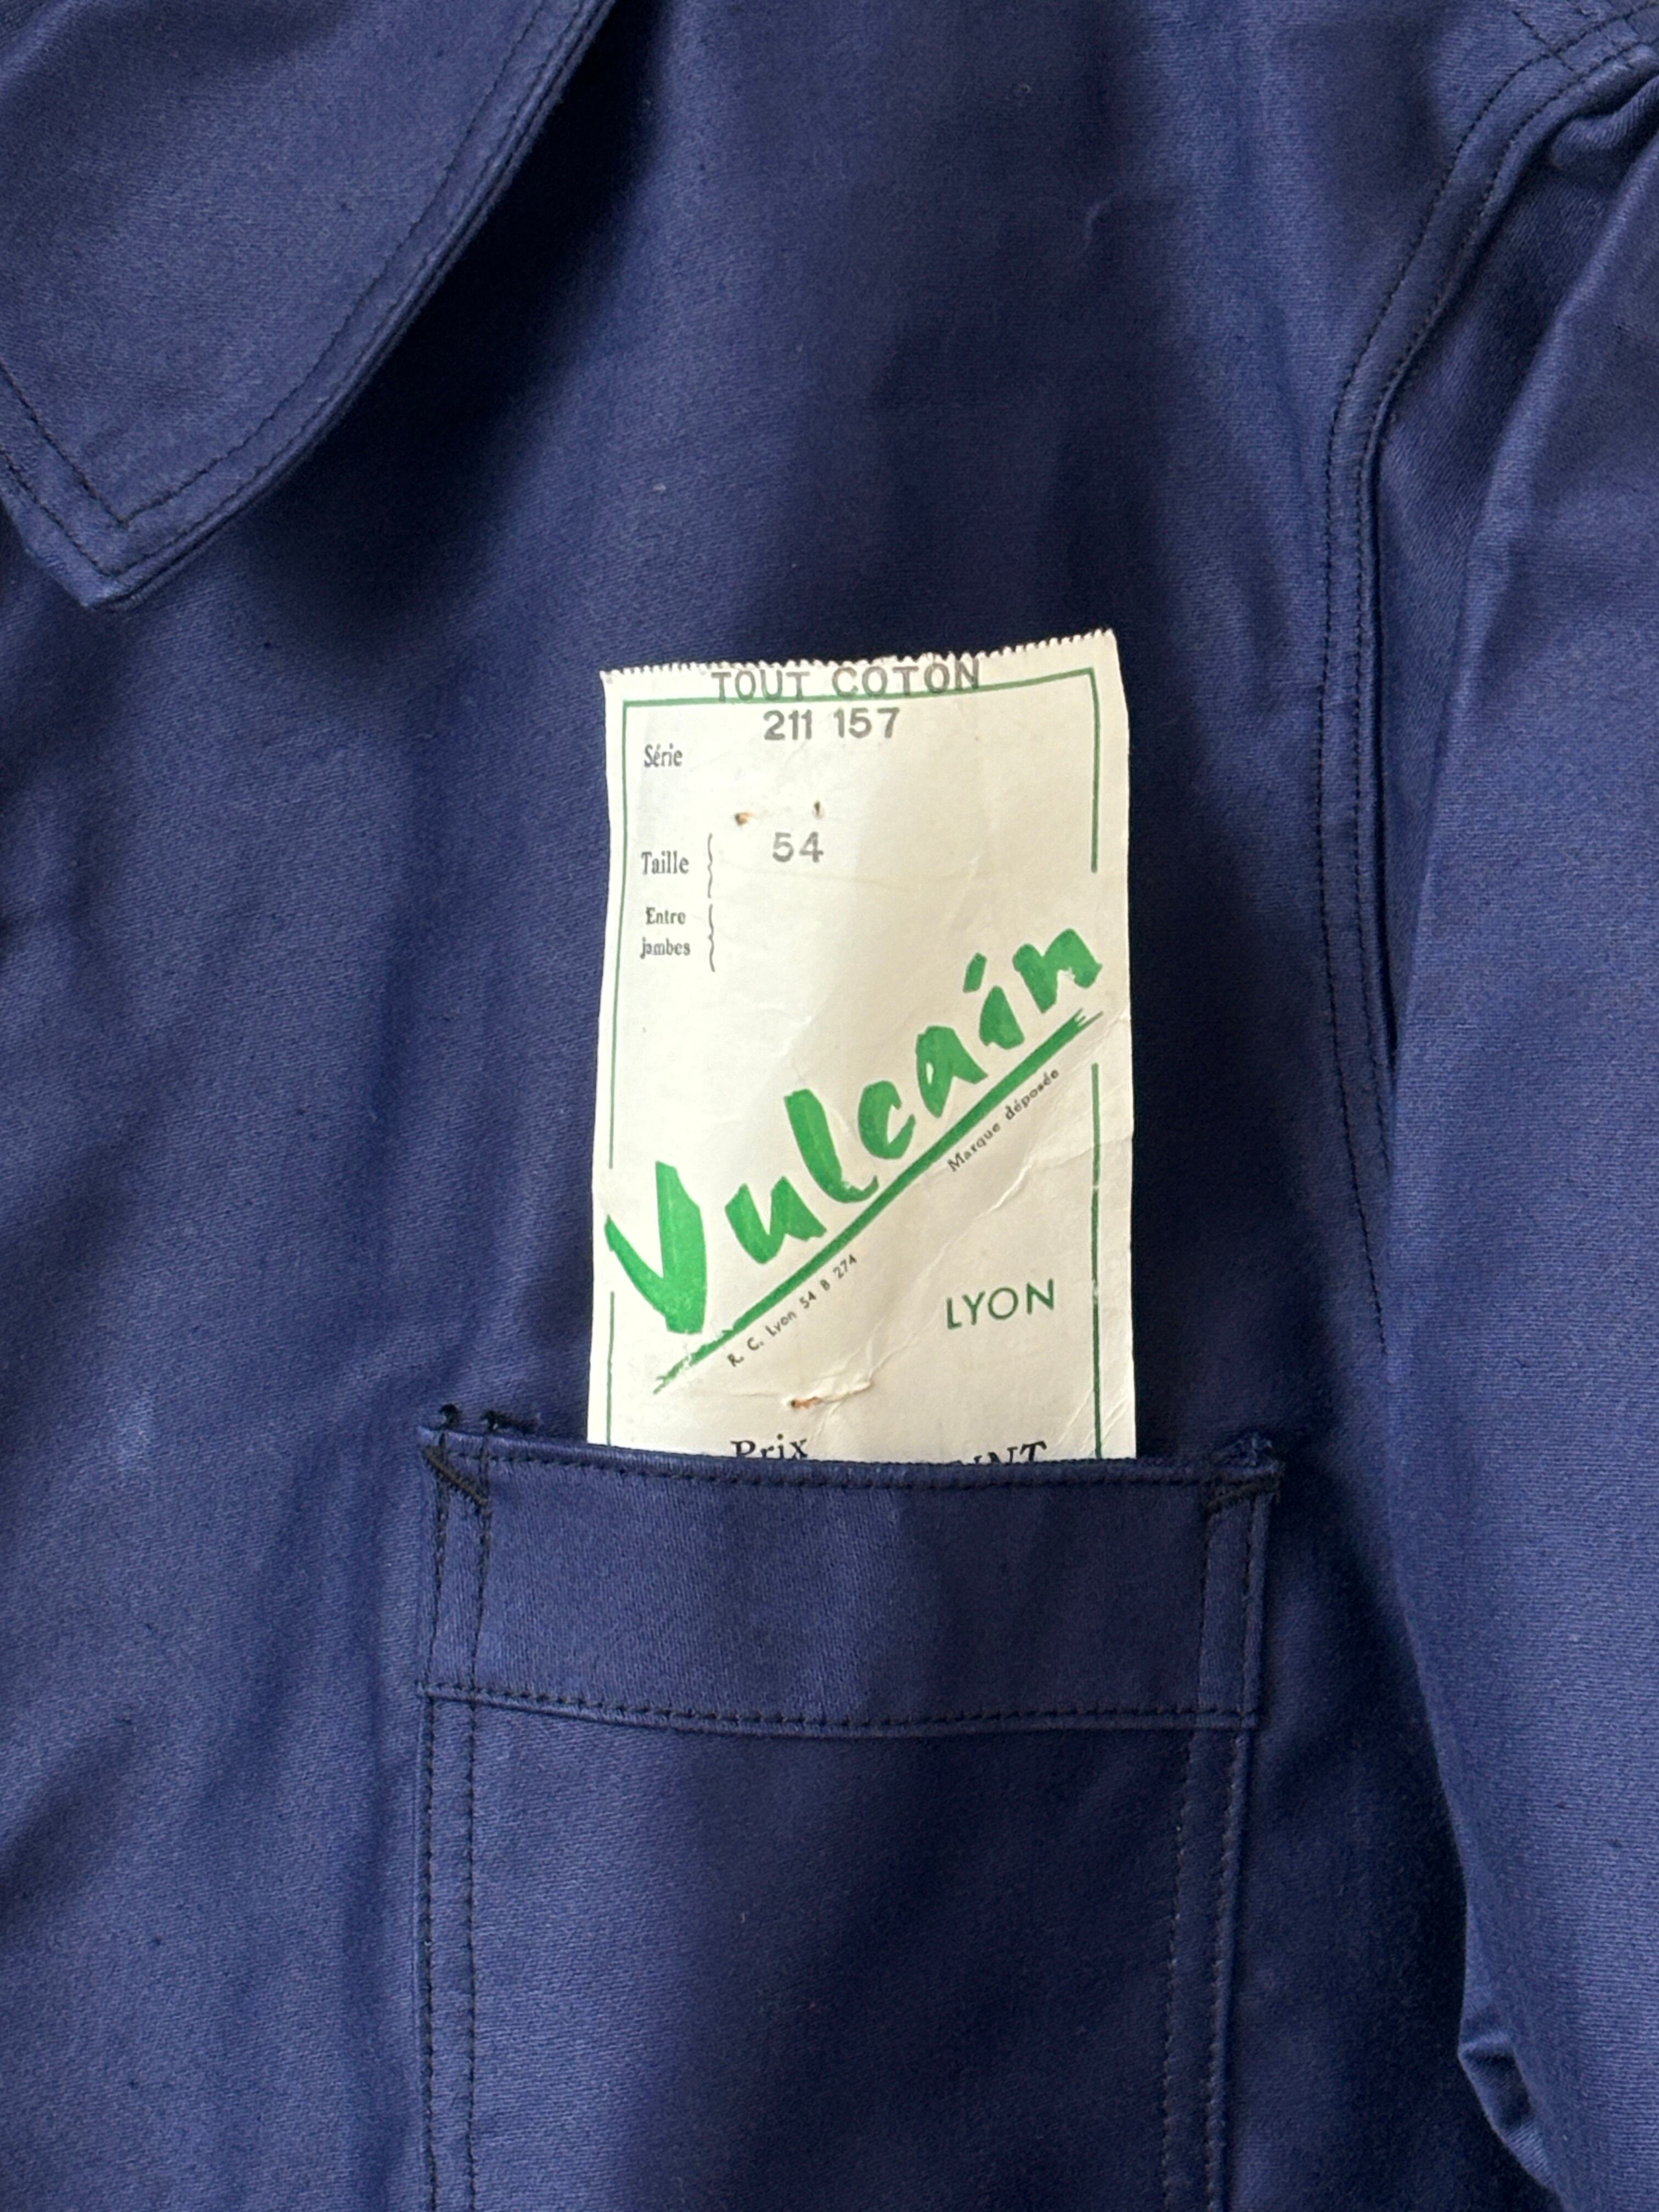 TOUT COTON
211 157
Série
54
Taille
Entre
jambes
Vulcain
Marque déposée
R. C. Lyon 54 B 274
LYON
Prix